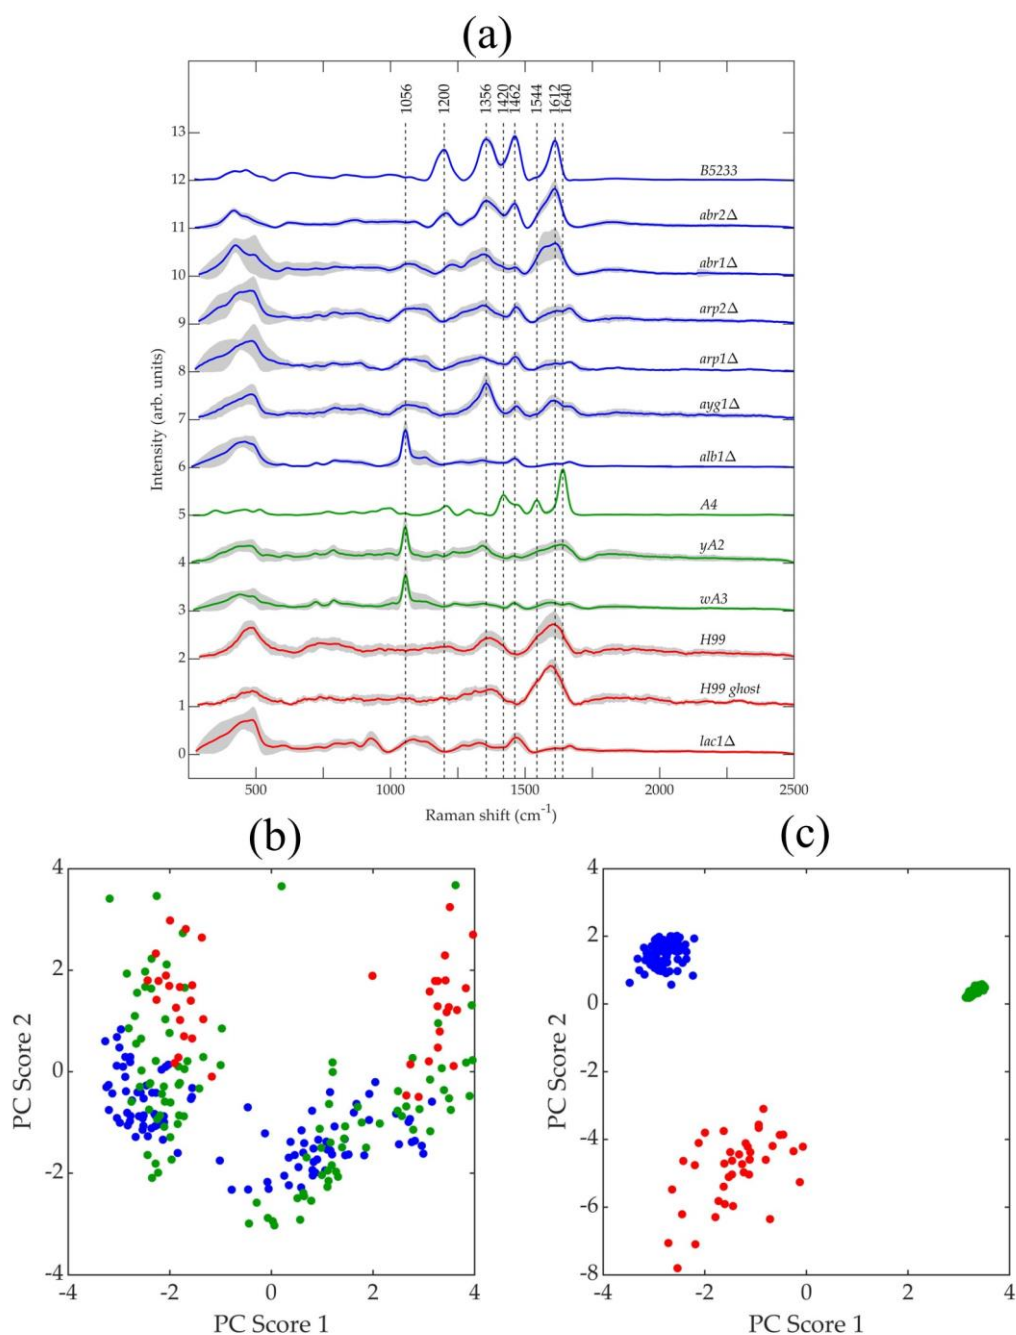 (a)
1056
1200
1356
1420
1462
1544
1612
1640
13
12
11
10
9
8
7
6
5
4
3
2
1
0
Intensity (arb. units)
B5233
abr2Δ
abr1Δ
arp2Δ
arp1Δ
ayg1Δ
alb1Δ
A4
yA2
wA3
H99
H99 ghost
lac1Δ
500 1000 1500 2000 2500
Raman shift (cm⁻¹)
(b)
4
2
0
-2
-4
PC Score 2
-4 -2 0 2 4
PC Score 1
(c)
4
2
0
-2
-4
-6
-8
PC Score 2
-4 -2 0 2 4
PC Score 1